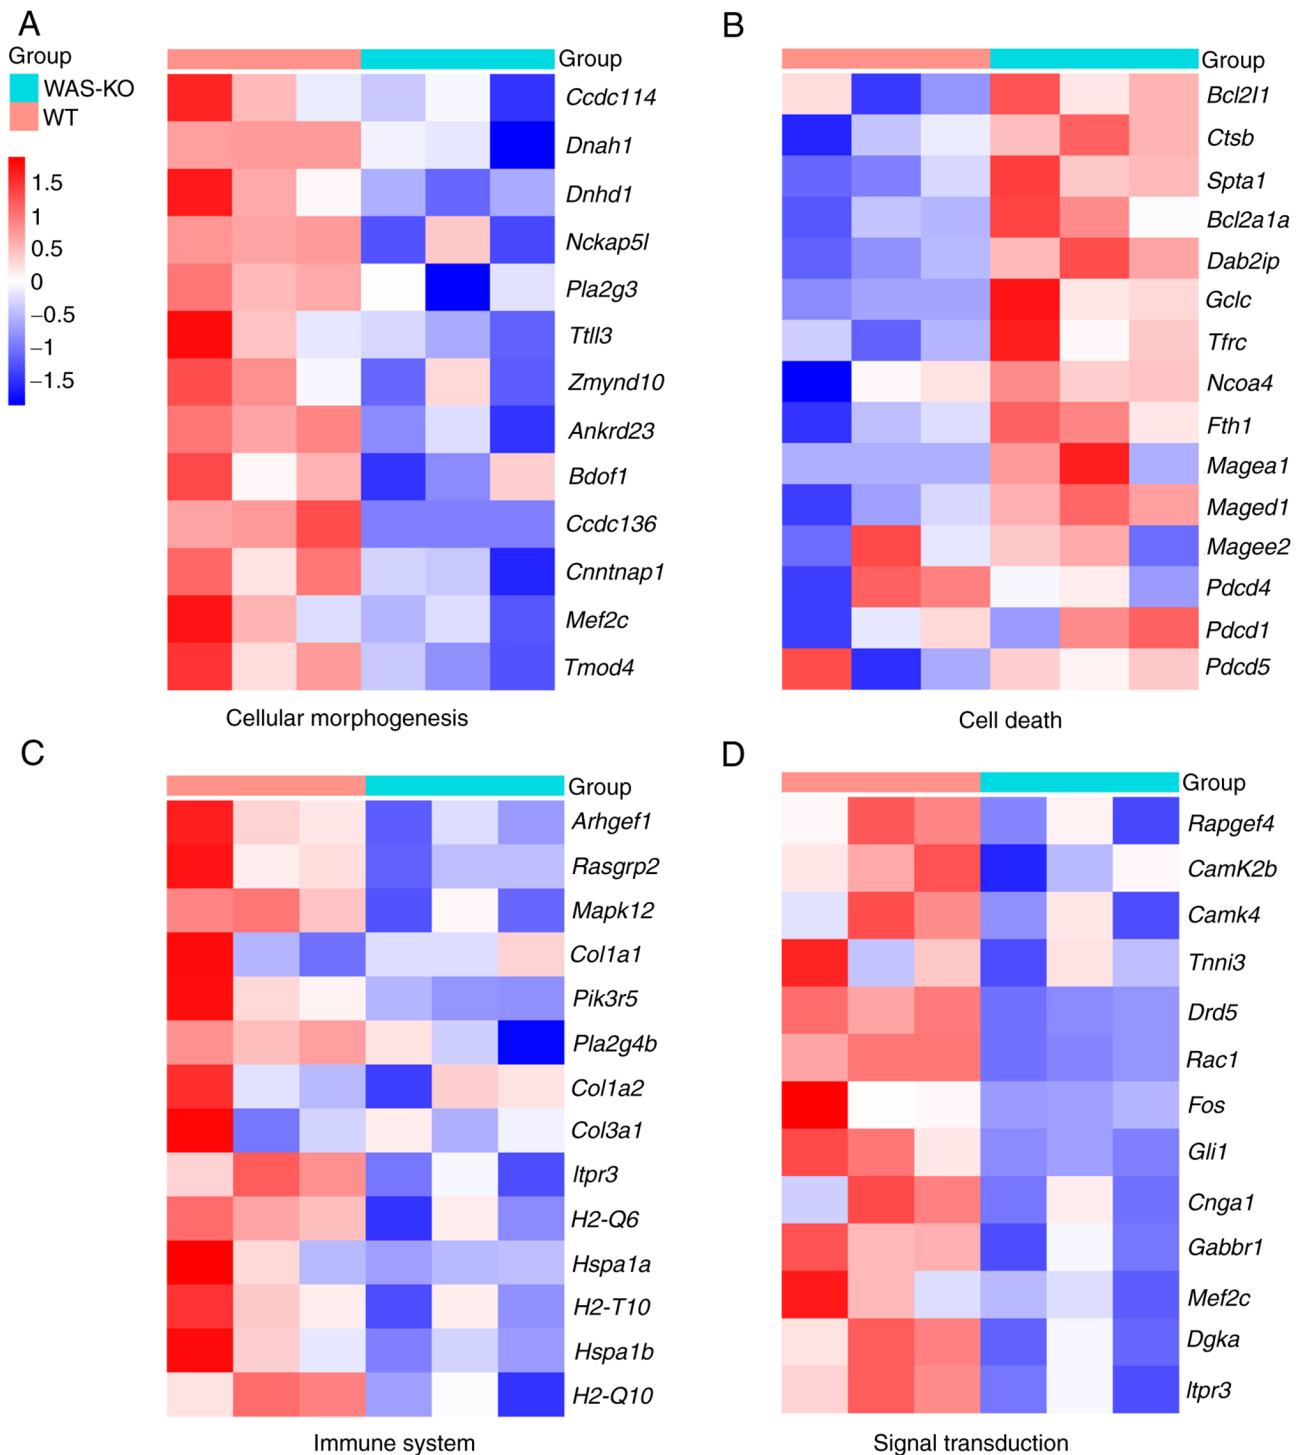 A
Group
WAS-KO
WT
1.5
1
0.5
0
−0.5
−1
−1.5
Group
Ccdc114
Dnah1
Dnhd1
Nckap5l
Pla2g3
Ttll3
Zmynd10
Ankrd23
Bdof1
Ccdc136
Cnntnap1
Mef2c
Tmod4
Cellular morphogenesis
B
Group
Bcl2l1
Ctsb
Spta1
Bcl2a1a
Dab2ip
Gclc
Tfrc
Ncoa4
Fth1
Magea1
Maged1
Magee2
Pdcd4
Pdcd1
Pdcd5
Cell death
C
Group
Arhgef1
Rasgrp2
Mapk12
Col1a1
Pik3r5
Pla2g4b
Col1a2
Col3a1
Itpr3
H2-Q6
Hspa1a
H2-T10
Hspa1b
H2-Q10
Immune system
D
Group
Rapgef4
CamK2b
Camk4
Tnni3
Drd5
Rac1
Fos
Gli1
Cnga1
Gabbr1
Mef2c
Dgka
Itpr3
Signal transduction